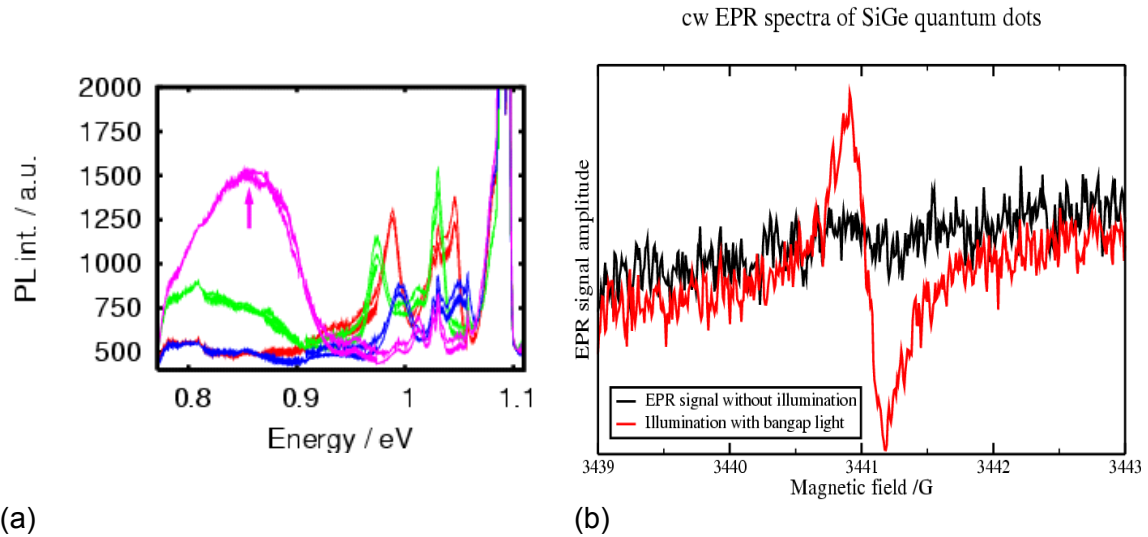 cw EPR spectra of SiGe quantum dots
2000
1750
1500
1250
1000
750
500
PL int. / a.u.
0.8
0.9
1
1.1
Energy / eV
(a)
EPR signal amplitude
EPR signal without illumination
Illumination with bangap light
3439
3440
3441
3442
3443
Magnetic field /G
(b)